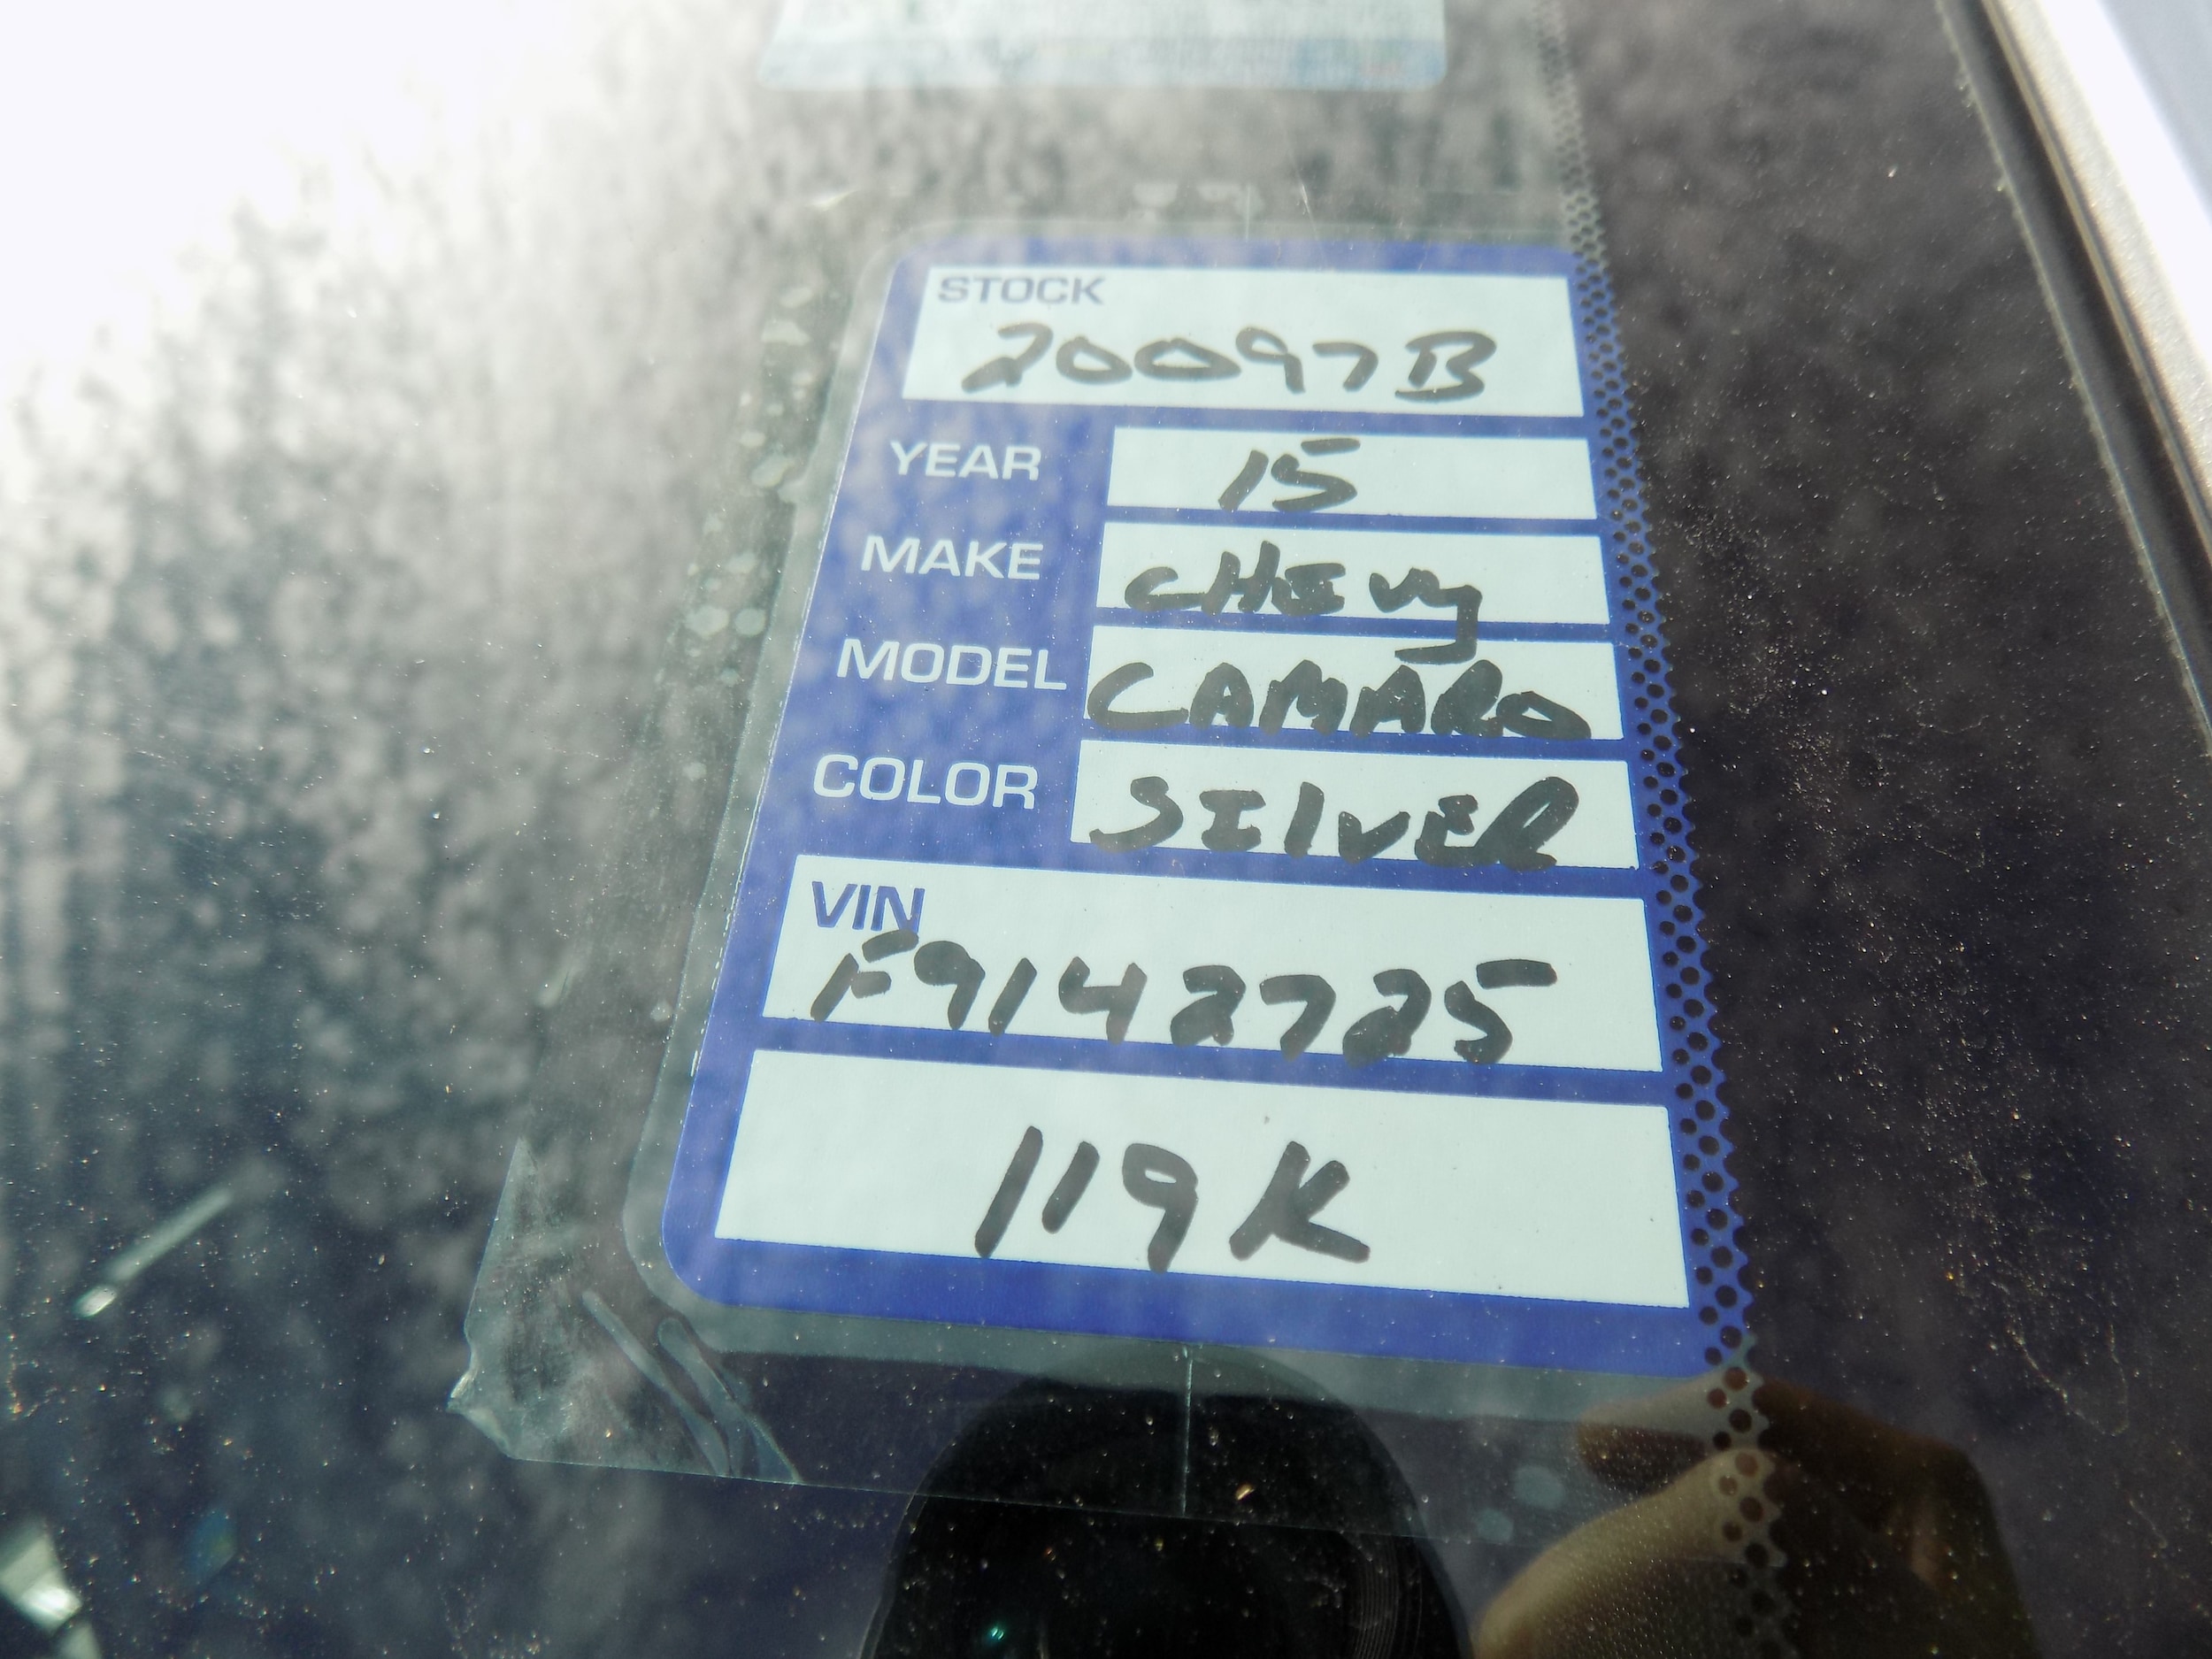 STOCK
20097B
YEAR 15
MAKE CHEVY
MODEL CAMARO
COLOR SILVER
VIN
F9142725
119K